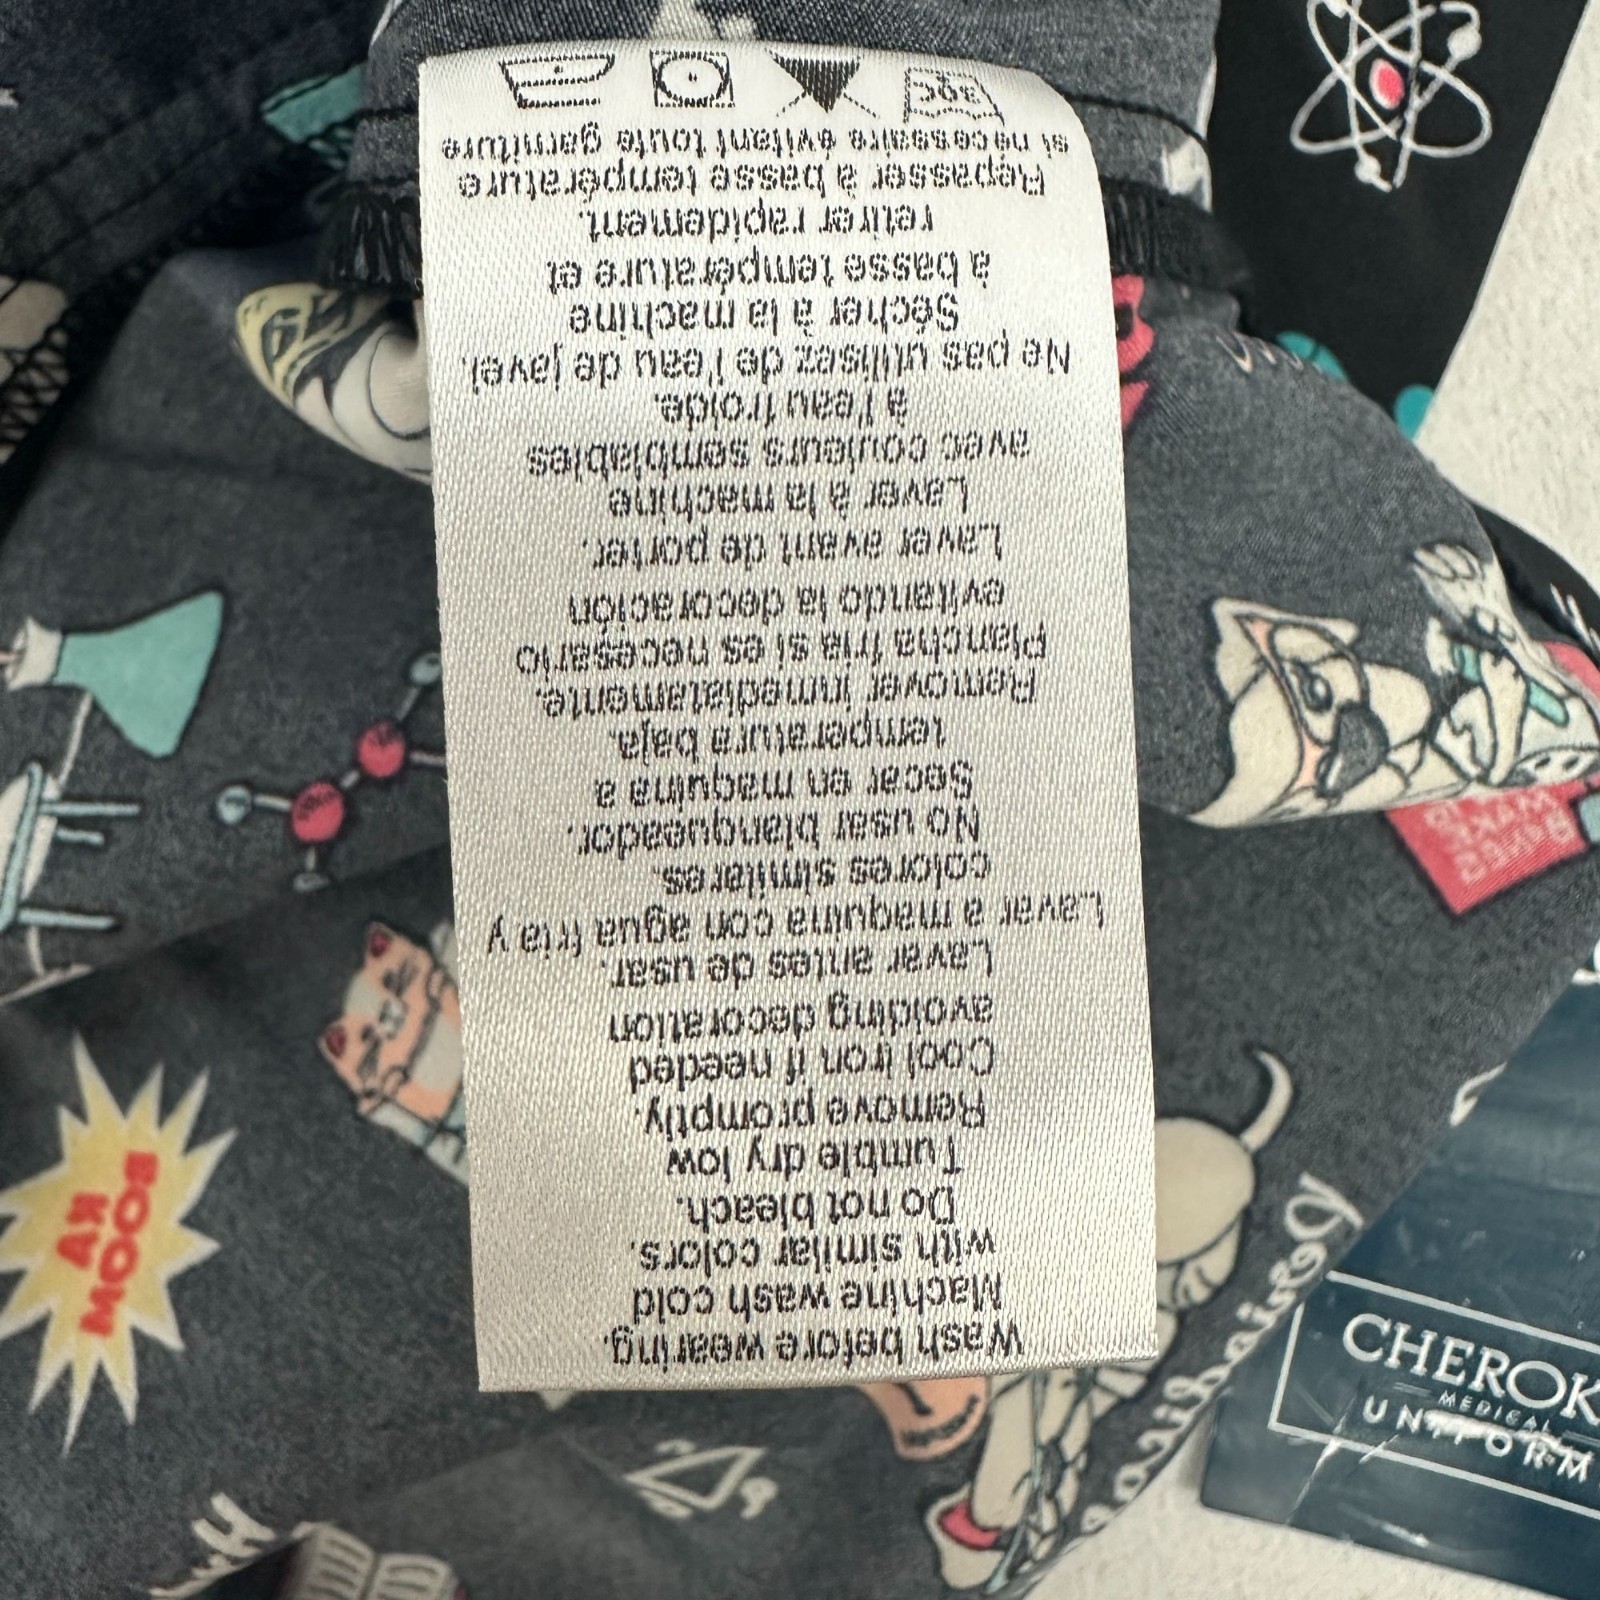 Wash before wearing.
Machine wash cold
with similar colors.
Do not bleach.
Tumble dry low
Remove promptly.
Cool iron if needed
avoiding decoration
Lavar antes de usar.
Lavar a maquina con agua fria y
colores similares.
No usar blanqueador.
Secar en maquina a
temperatura baja.
Remover inmediatamente.
Plancha fria si es necesario
evitando la decoración
Laver avant de porter.
Laver à la machine
avec couleurs semblables
à l'eau froide.
Ne pas utilisez de l'eau de javel.
Sécher à la machine
à basse température et
retirer rapidement.
Repasser à basse température
si nécessaire évitant toute garniture
30C
CHEROK
MEDICAL
UNIFORM
BOOM